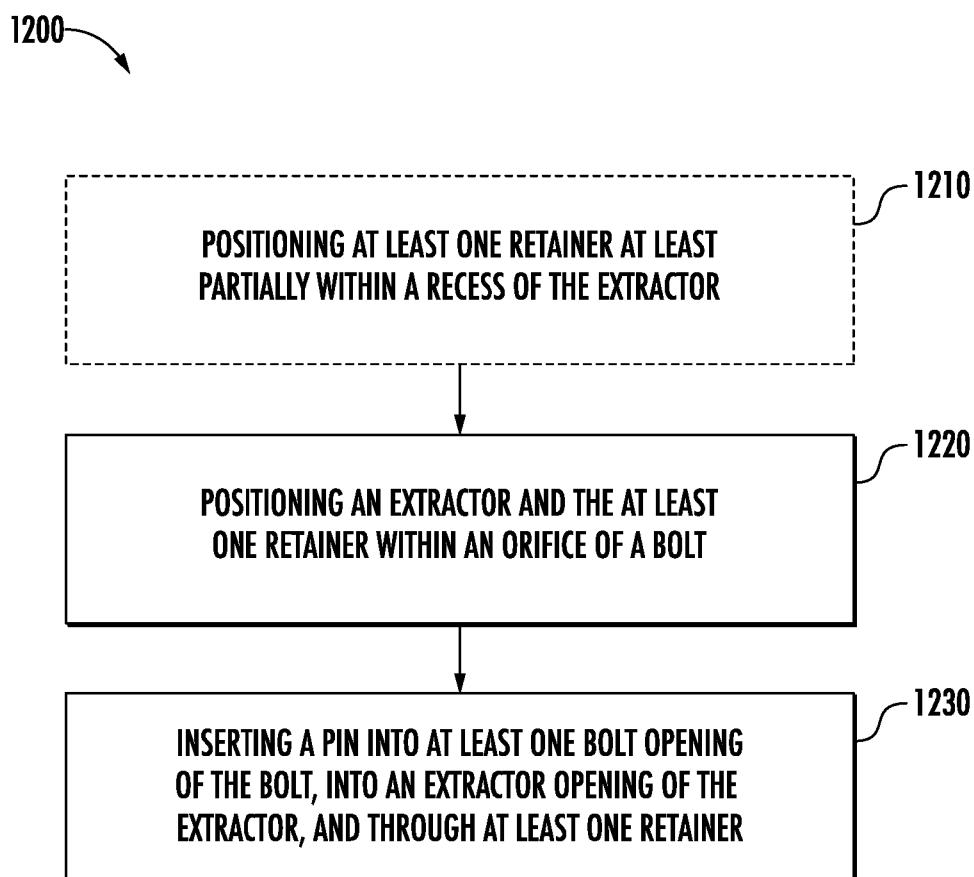 1200
1210
POSITIONING AT LEAST ONE RETAINER AT LEAST
PARTIALLY WITHIN A RECESS OF THE EXTRACTOR
1220
POSITIONING AN EXTRACTOR AND THE AT LEAST
ONE RETAINER WITHIN AN ORIFICE OF A BOLT
1230
INSERTING A PIN INTO AT LEAST ONE BOLT OPENING
OF THE BOLT, INTO AN EXTRACTOR OPENING OF THE
EXTRACTOR, AND THROUGH AT LEAST ONE RETAINER